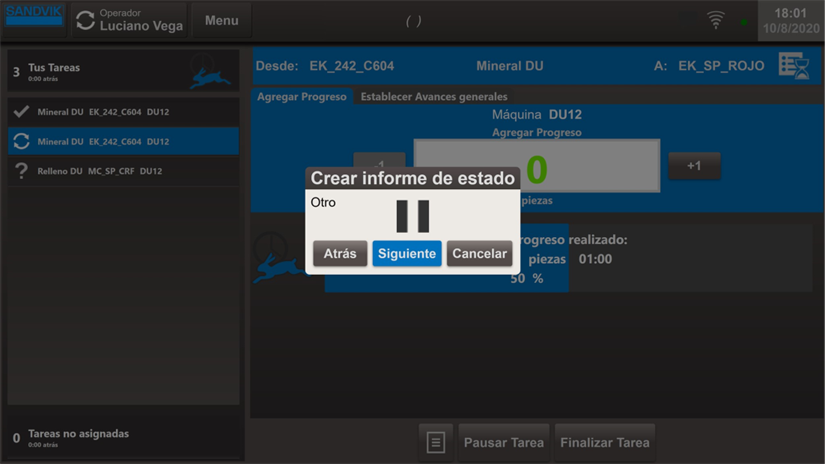 SANDVIK
Operador
Luciano Vega
Menu
( )
18:01
10/8/2020
3 Tus Tareas
0:00 atrás
Mineral DU EK_242_C604 DU12
Mineral DU EK_242_C604 DU12
? Relleno DU MC_SP_CRF DU12
0 Tareas no asignadas
0:00 atrás
Desde: EK_242_C604 Mineral DU A: EK_SP_ROJO
Agregar Progreso Establecer Avances generales
Máquina DU12
Agregar Progreso
-1 0 +1
piezas
Crear informe de estado
Otro
Atrás Siguiente Cancelar
rogreso realizado:
piezas 01:00
50 %
Pausar Tarea Finalizar Tarea